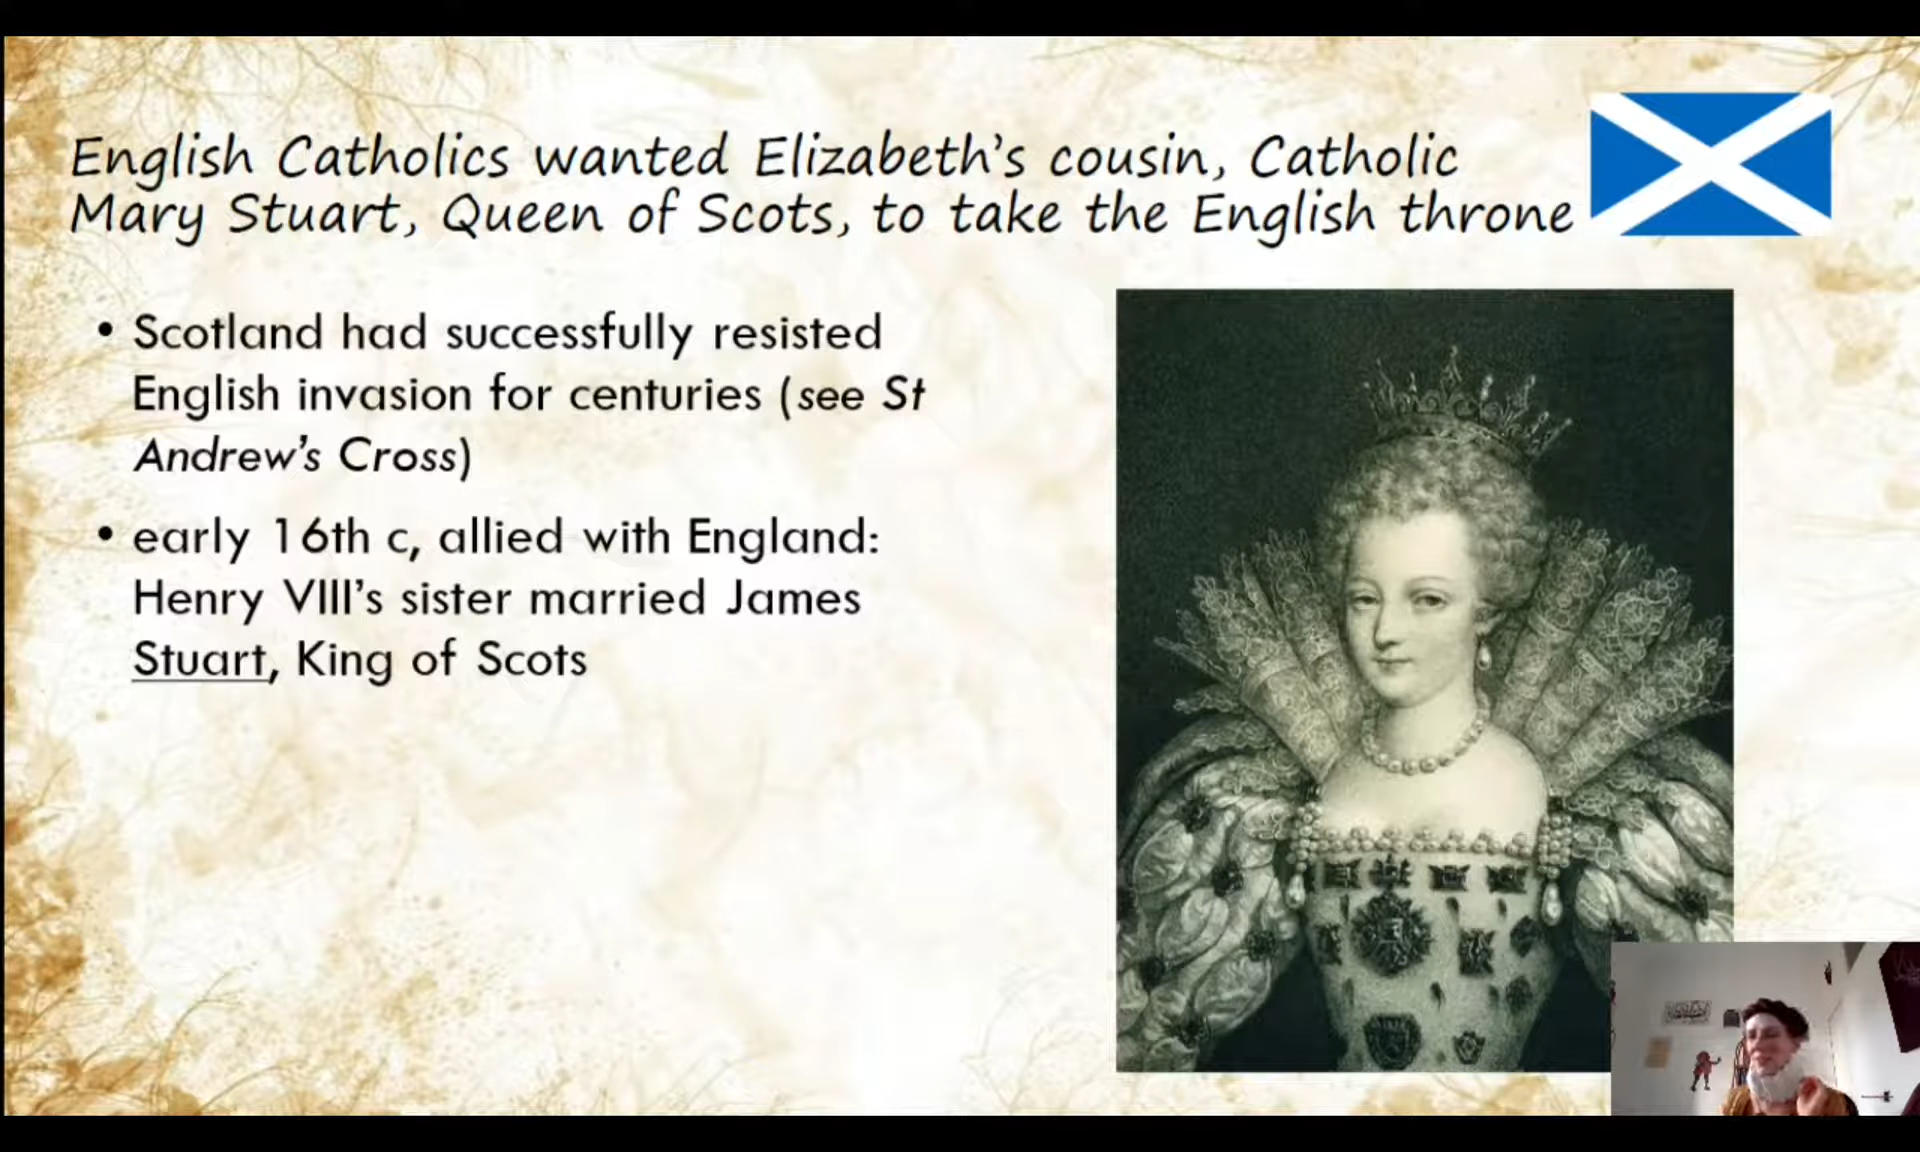 English Catholics wanted Elizabeth's cousin, Catholic
Mary Stuart, Queen of Scots, to take the English throne
• Scotland had successfully resisted
English invasion for centuries (see St
Andrew's Cross)
• early 16th c, allied with England:
Henry VIII's sister married James
Stuart, King of Scots